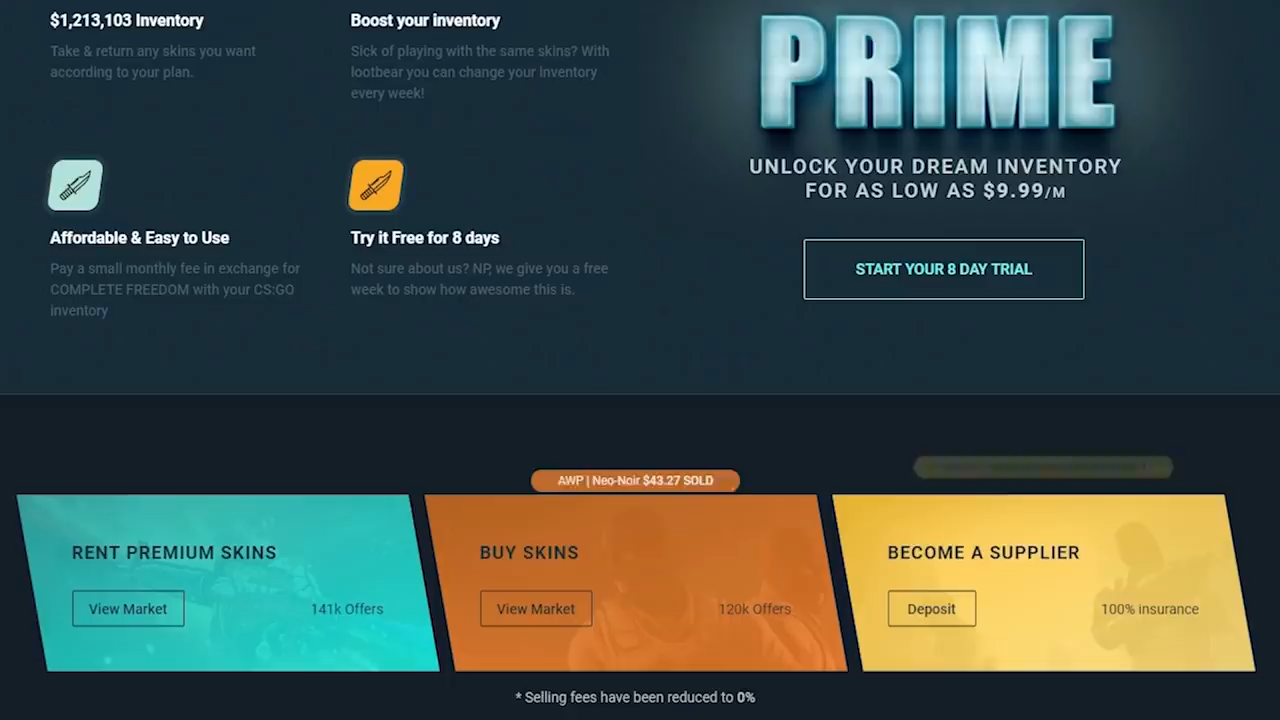 $1,213,103 Inventory
Take & return any skins you want
according to your plan.
Boost your inventory
Sick of playing with the same skins? With
lootbear you can change your inventory
every week!
Affordable & Easy to Use
Pay a small monthly fee in exchange for
COMPLETE FREEDOM with your CS:GO
inventory
Try it Free for 8 days
Not sure about us? NP, we give you a free
week to show how awesome this is.
PRIME
UNLOCK YOUR DREAM INVENTORY
FOR AS LOW AS $9.99/M
START YOUR 8 DAY TRIAL
AWP | Neo-Noir $43.27 SOLD
RENT PREMIUM SKINS
View Market
141k Offers
BUY SKINS
View Market
120k Offers
BECOME A SUPPLIER
Deposit
100% insurance
* Selling fees have been reduced to 0%